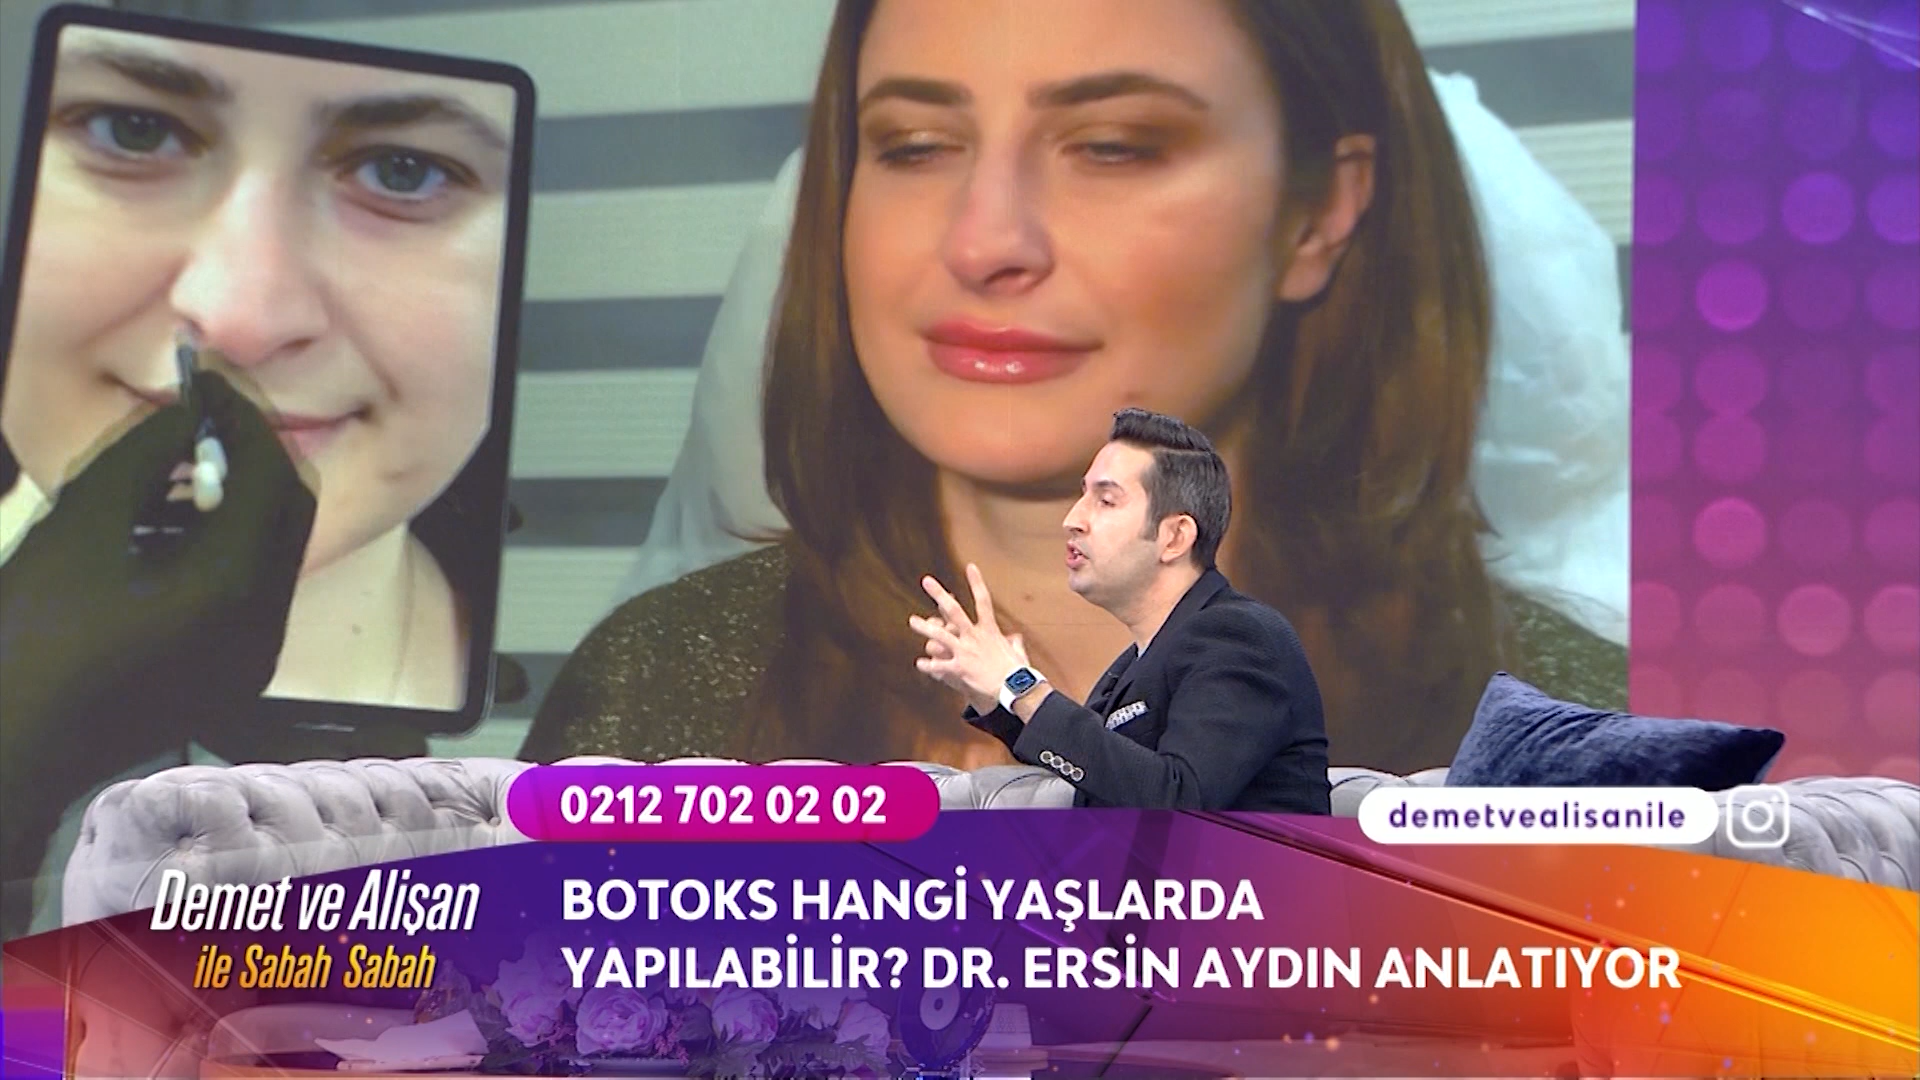 0212 702 02 02
demetvealisanile
Demet ve Alişan
ile Sabah Sabah
BOTOKS HANGİ YAŞLARDA
YAPILABİLİR? DR. ERSİN AYDIN ANLATIYOR